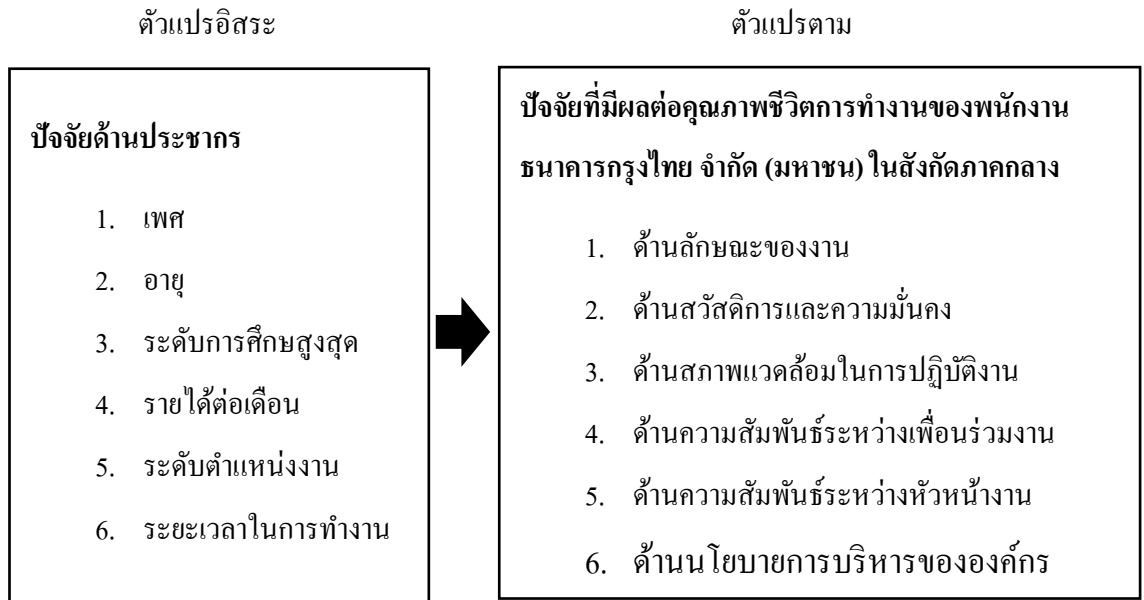 ตัวแปรอิสระ
ปัจจัยด้านประชากร
1. เพศ
2. อายุ
3. ระดับการศึกษสูงสุด
4. รายได้ต่อเดือน
5. ระดับตำแหน่งงาน
6. ระยะเวลาในการทำงาน
ตัวแปรตาม
ปัจจัยที่มีผลต่อคุณภาพชีวิตการทำงานของพนักงาน
ธนาคารกรุงไทย จำกัด (มหาชน) ในสังกัดภาคกลาง
1. ด้านลักษณะของงาน
2. ด้านสวัสดิการและความมั่นคง
3. ด้านสภาพแวดล้อมในการปฏิบัติงาน
4. ด้านความสัมพันธ์ระหว่างเพื่อนร่วมงาน
5. ด้านความสัมพันธ์ระหว่างหัวหน้างาน
6. ด้านนโยบายการบริหารขององค์กร